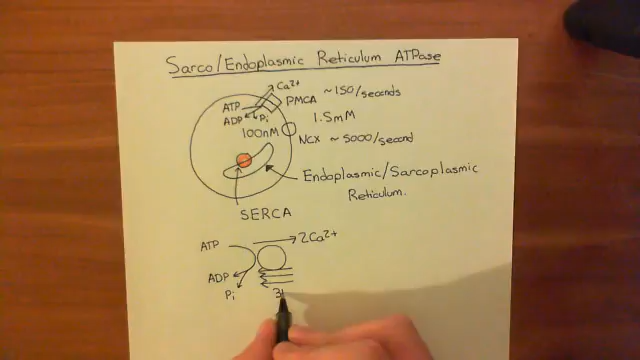 Sarco/Endoplasmic Reticulum ATPase
Ca²⁺
ATP
PMCA ~150/seconds
ADP Pi
1.5mM
100nM
NCX ~5000/second
Endoplasmic/Sarcoplasmic
Reticulum.
SERCA
ATP
2Ca²⁺
ADP
Pi
3